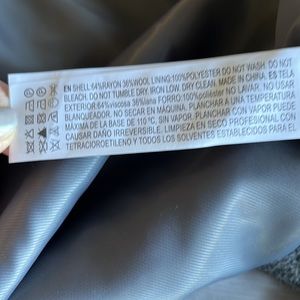 EN SHELL:64%RAYON 36%WOOL LINING:100%POLYESTER DO NOT WASH. DO NOT
BLEACH. DO NOT TUMBLE DRY. IRON LOW. DRY CLEAN. MADE IN CHINA. ES TELA
EXTERIOR:64%viscosa 36%lana FORRO:100%poliester NO LAVAR. NO USAR
BLANQUEADOR. NO SECAR EN MÁQUINA. PLANCHAR A UNA TEMPERATURA
MÁXIMA DE LA BASE DE 110 °C, SIN VAPOR. PLANCHAR CON VAPOR PUEDE
CAUSAR DAÑO IRREVERSIBLE. LIMPIEZA EN SECO PROFESIONAL CON
TETRACLOROETILENO Y TODOS LOS SOLVENTES ESTABLECIDOS PARA EL